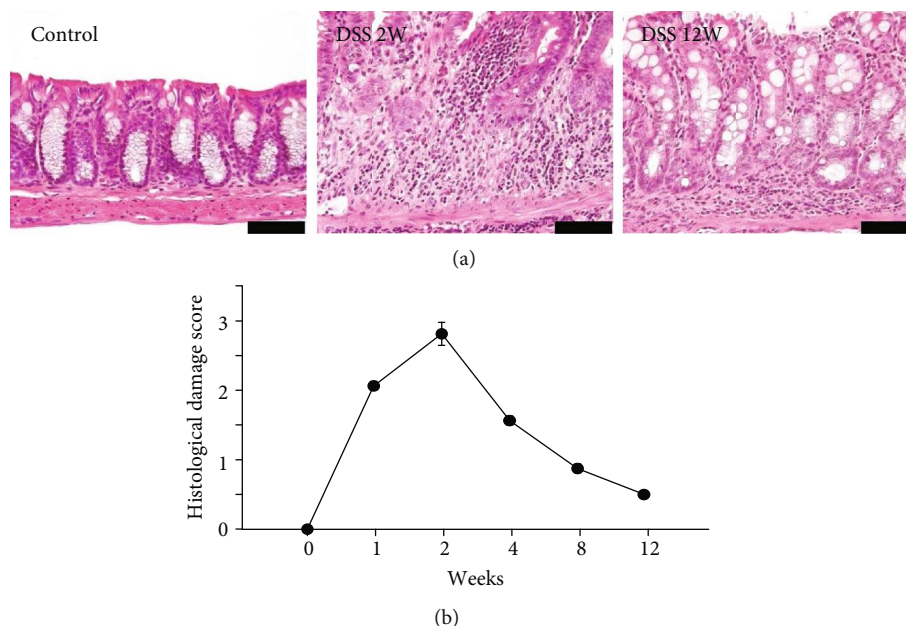 Control
DSS 2W
DSS 12W
(a)
Histological damage score
3
2
1
0
0 1 2 4 8 12
Weeks
(b)